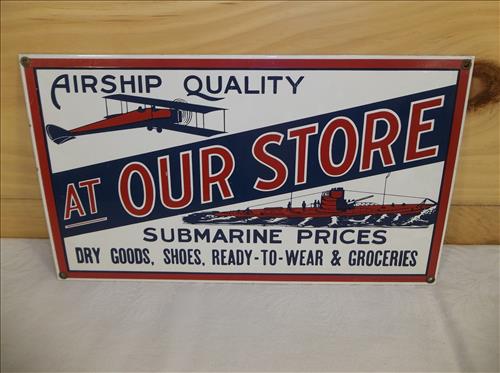 AIRSHIP QUALITY
AT OUR STORE
SUBMARINE PRICES
DRY GOODS, SHOES, READY-TO-WEAR & GROCERIES